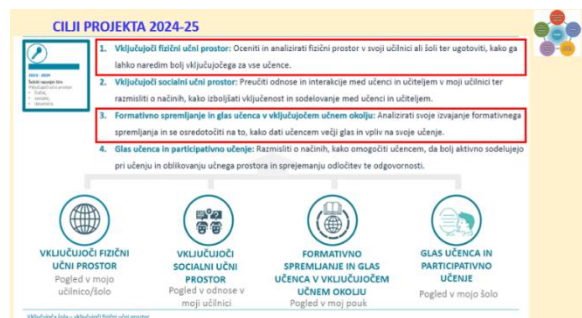 CILJI PROJEKTA 2024-25
1. Vključujoči fizični učni prostor: Oceniti in analizirati fizični prostor v svoji učilnici ali šoli ter ugotoviti, kako ga
lahko naredim bolj vključujočega za vse učence.
2. Vključujoči socialni učni prostor: Preučiti odnose in interakcije med učenci in učiteljem v moji učilnici ter
razmisliti o načinih, kako izboljšati vključenost in sodelovanje med učenci in učiteljem.
3. Formativno spremljanje in glas učenca v vključujočem učnem okolju: Analizirati svoje izvajanje formativnega
spremljanja in se osredotočiti na to, kako dati učencem večji glas in vpliv na svoje učenje.
4. Glas učenca in participativno učenje: Razmisliti o načinih, kako omogočiti učencem, da bolj aktivno sodelujejo
pri učenju in oblikovanju učnega prostora in sprejemanju odločitev te odgovornosti.
VKLJUČUJOČI FIZIČNI
UČNI PROSTOR
Pogled v mojo
učilnico/šolo
VKLJUČUJOČI
SOCIALNI UČNI
PROSTOR
Pogled v odnose v
moji učilnici
FORMATIVNO
SPREMLJANJE IN GLAS
UČENCA V VKLJUČUJOČEM
UČNEM OKOLJU
Pogled v moj pouk
GLAS UČENCA IN
PARTICIPATIVNO
UČENJE
Pogled v mojo šolo
Vključujoča šola – vključujoči fizični učni prostor